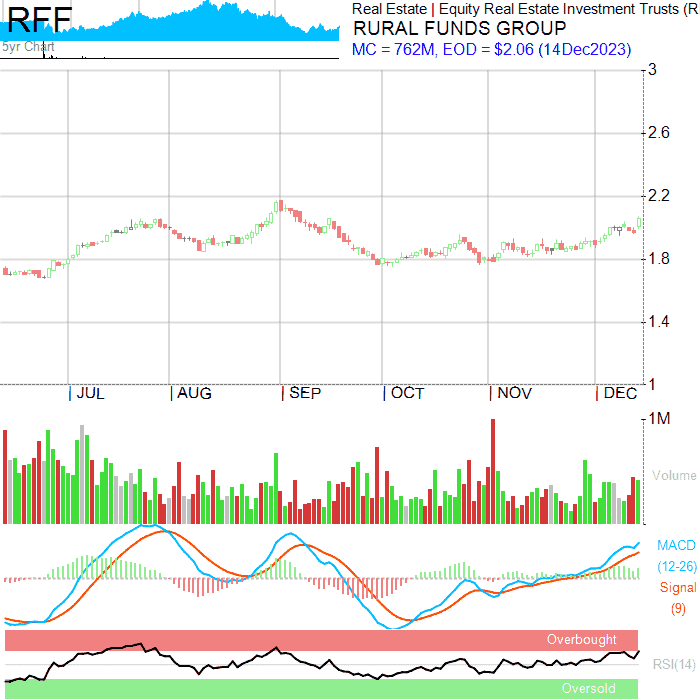 RFF
5yr Chart
Real Estate | Equity Real Estate Investment Trusts (R
RURAL FUNDS GROUP
MC = 762M, EOD = $2.06 (14Dec2023)
3
2.6
2.2
1.8
1.4
1
JUL AUG SEP OCT NOV DEC
1M
Volume
MACD
(12-26)
Signal
(9)
Overbought
RSI(14)
Oversold